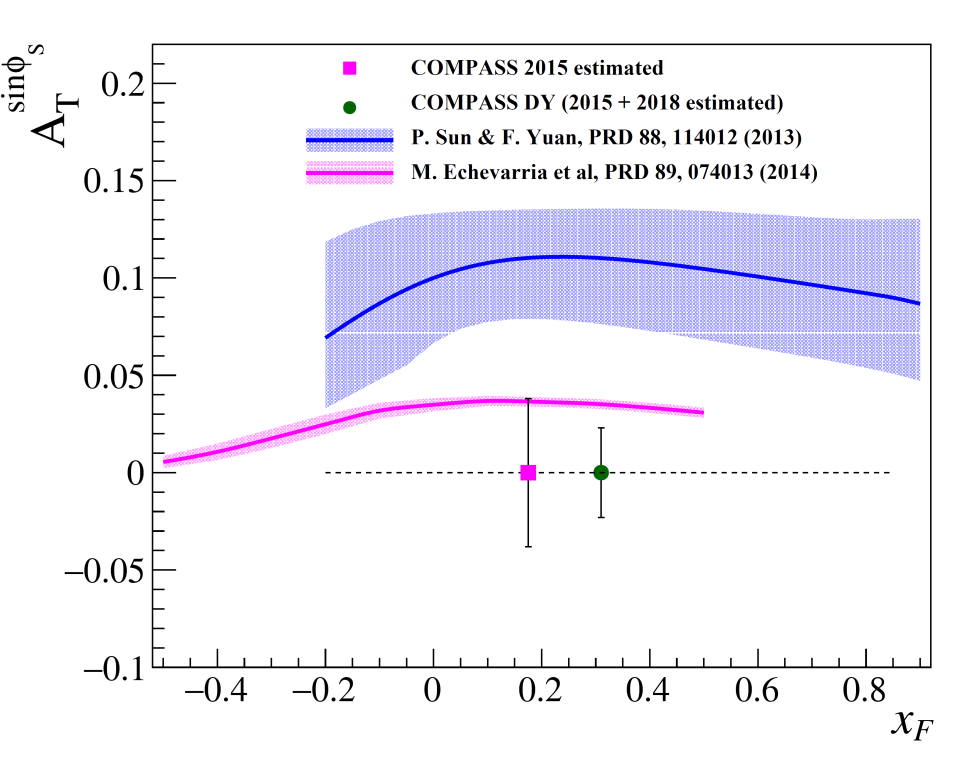 COMPASS 2015 estimated
COMPASS DY (2015 + 2018 estimated)
P. Sun & F. Yuan, PRD 88, 114012 (2013)
M. Echevarria et al, PRD 89, 074013 (2014)
A_T^{sinϕ_S}
0.2
0.15
0.1
0.05
0
−0.05
−0.1
−0.4 −0.2 0 0.2 0.4 0.6 0.8
x_F